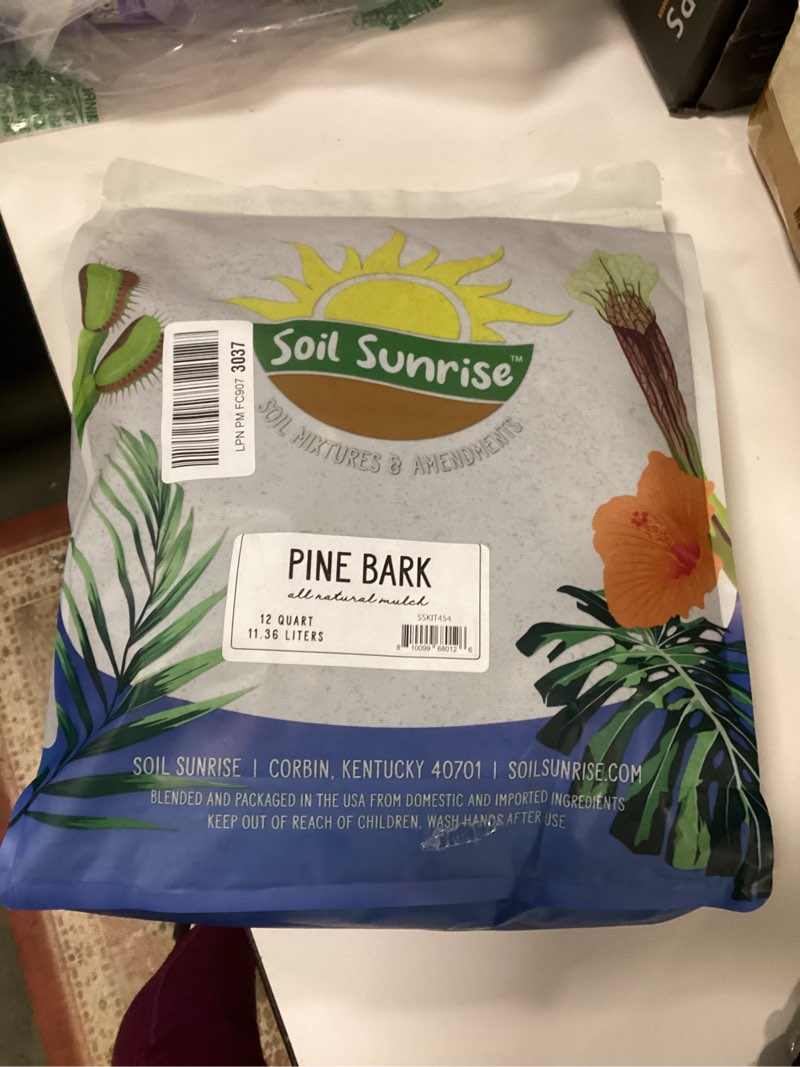 Soil Sunrise™
SOIL MIXTURES & AMENDMENTS
LPN PM FC907 3037
PINE BARK
all natural mulch
12 QUART
11.36 LITERS
SSKIT454
8 10099 68012 6
SOIL SUNRISE | CORBIN, KENTUCKY 40701 | SOILSUNRISE.COM
BLENDED AND PACKAGED IN THE USA FROM DOMESTIC AND IMPORTED INGREDIENTS
KEEP OUT OF REACH OF CHILDREN, WASH HANDS AFTER USE